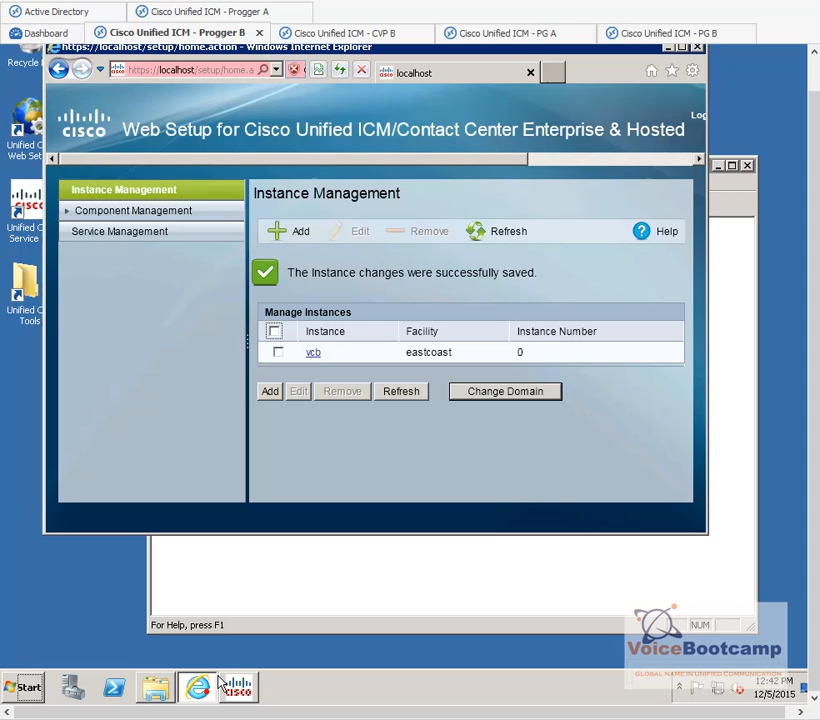 Active Directory
Cisco Unified ICM - Progger A
Dashboard
Cisco Unified ICM - Progger B
Cisco Unified ICM - CVP B
Cisco Unified ICM - PG A
Cisco Unified ICM - PG B
https://localhost/setup/home.action - Windows Internet Explorer
Recycle
https://localhost/setup/home.a
localhost
Unified C
Web Set
cisco
Web Setup for Cisco Unified ICM/Contact Center Enterprise & Hosted
Log
Instance Management
Component Management
Service Management
Instance Management
Add
Edit
Remove
Refresh
Help
The Instance changes were successfully saved.
Manage Instances
Instance
Facility
Instance Number
vcb
eastcoast
0
Add
Edit
Remove
Refresh
Change Domain
cisco
Unified C
Service
Unified C
Tools
For Help, press F1
NUM
VoiceBootcamp
LEADER IN UNIFIED COMMUNICATION
Start
cisco
12:42 PM
12/5/2015